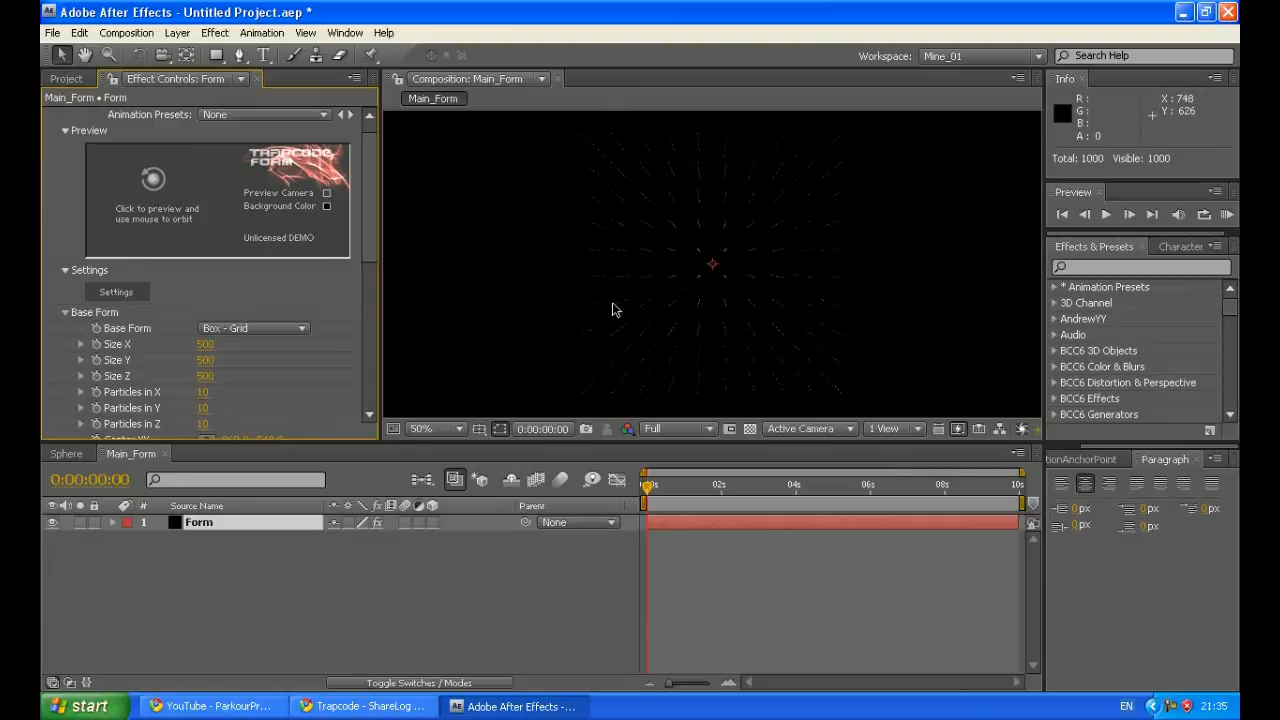 Adobe After Effects - Untitled Project.aep *
File Edit Composition Layer Effect Animation View Window Help
Workspace: Mine_01 Search Help
Project Effect Controls: Form Composition: Main_Form Info
Main_Form • Form Main_Form
R : X : 748
G : Y : 626
B :
A : 0
Total: 1000 Visible: 1000
Animation Presets: None
Preview
TRAPCODE
FORM
Click to preview and
use mouse to orbit
Preview Camera
Background Color
Unlicensed DEMO
Settings
Settings
Base Form
Base Form Box - Grid
Size X 500
Size Y 500
Size Z 500
Particles in X 10
Particles in Y 10
Particles in Z 10
50% 0:00:00:00 Full Active Camera 1 View
Preview
Effects & Presets Character
* Animation Presets
3D Channel
AndrewYY
Audio
BCC6 3D Objects
BCC6 Color & Blurs
BCC6 Distortion & Perspective
BCC6 Effects
BCC6 Generators
Sphere Main_Form
0:00:00:00
# Source Name Parent
1 Form None
02s 04s 06s 08s 10s
Toggle Switches / Modes
tionAnchorPoint Paragraph
0 px 0 px 0 px
0 px 0 px
start YouTube - ParkourPr... Trapcode - ShareLog ... Adobe After Effects -... EN 21:35